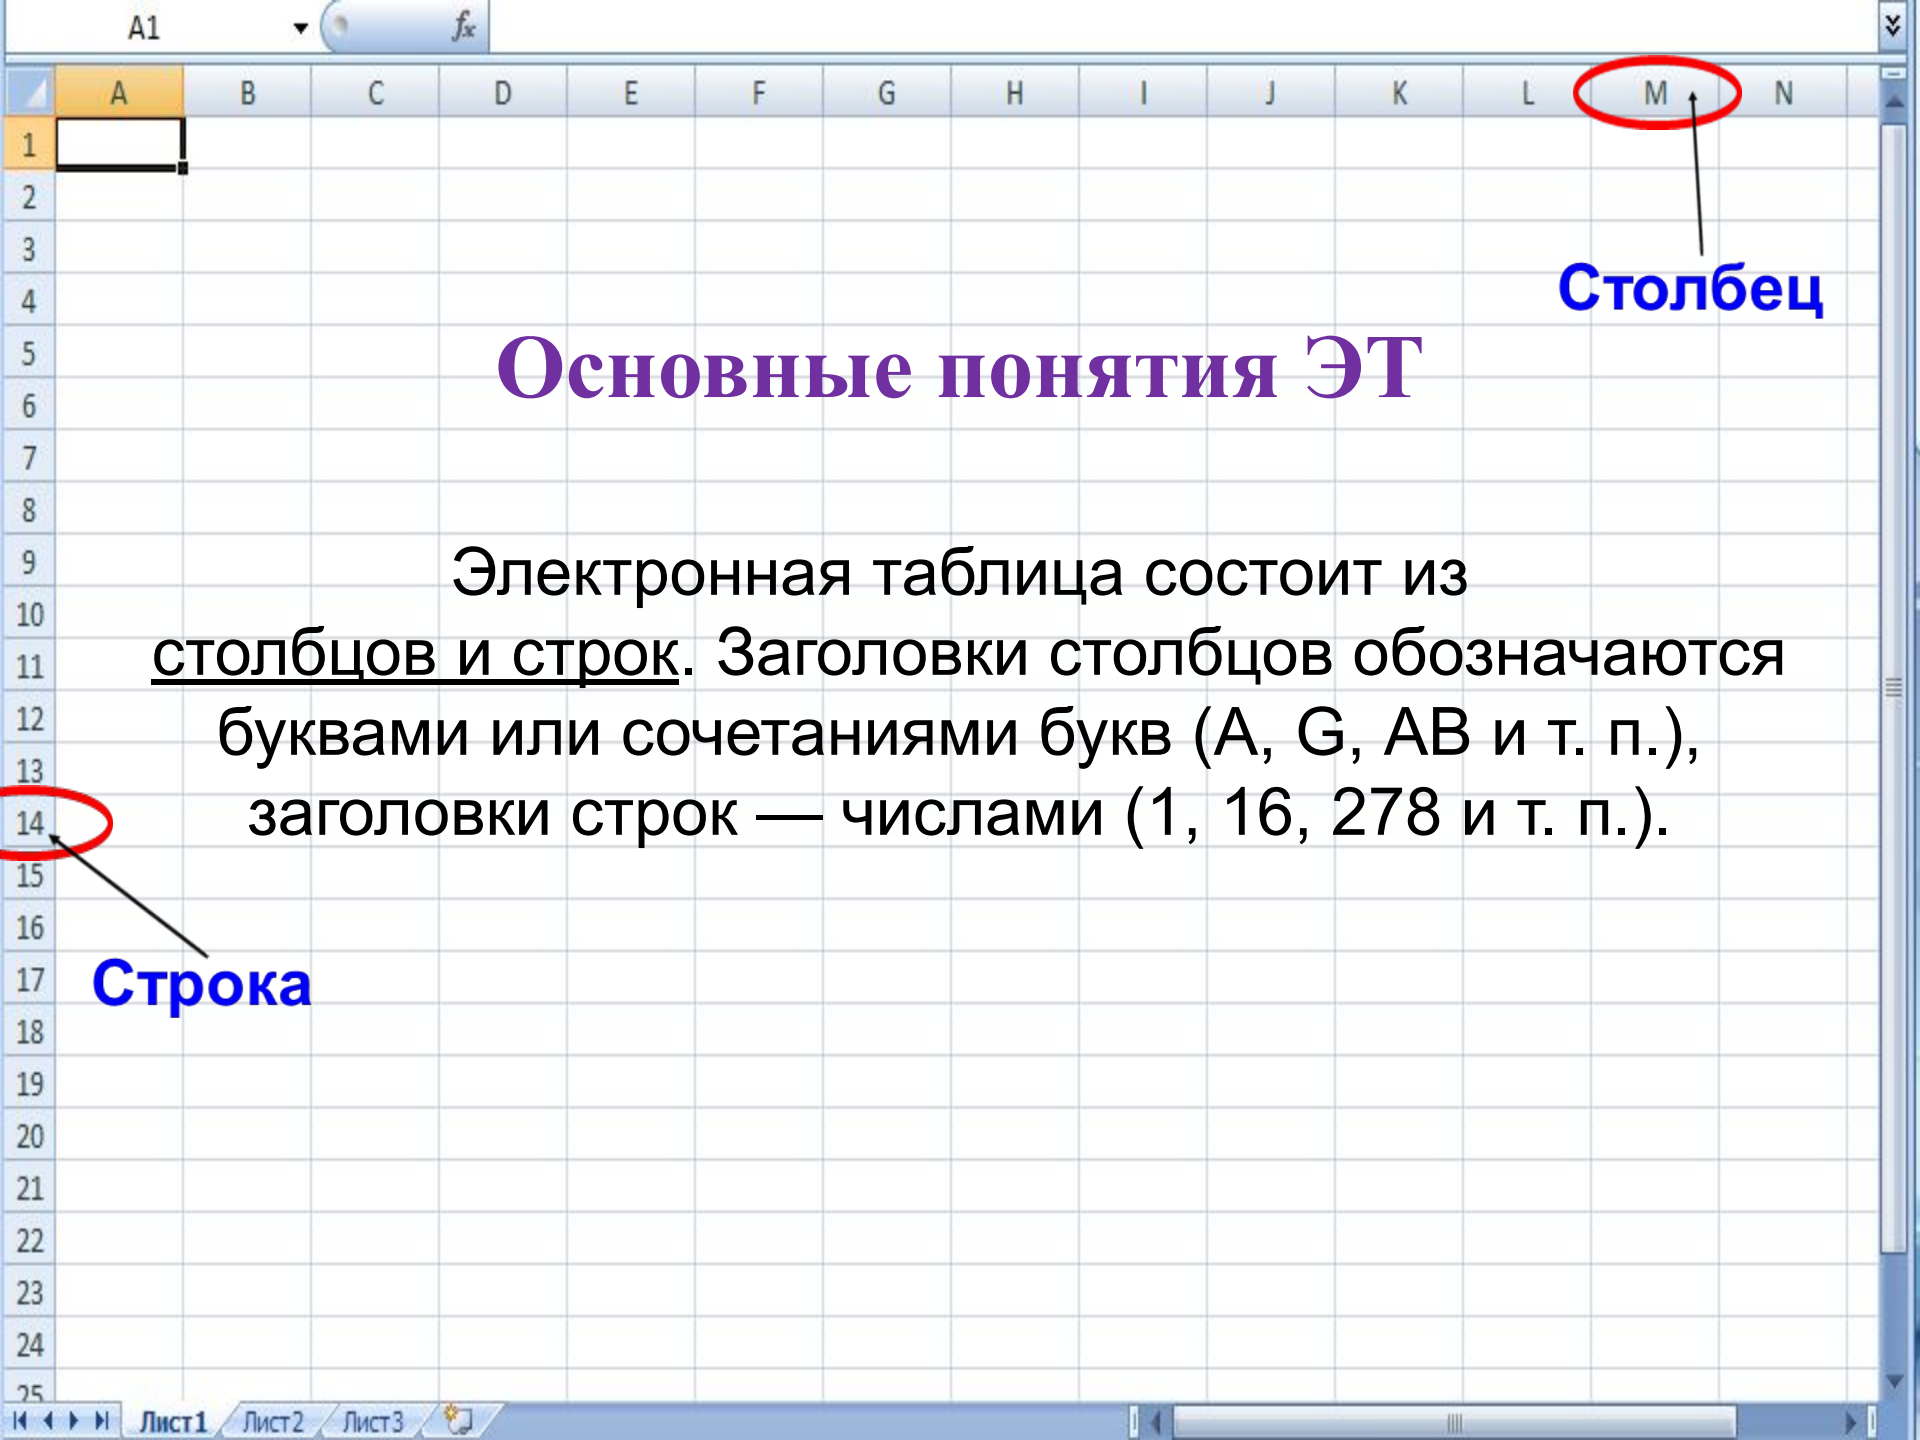 A1 fx
A B C D E F G H I J K L M N
1
2
3
Столбец
4
5
Основные понятия ЭТ
6
7
8
9
Электронная таблица состоит из
10
столбцов и строк. Заголовки столбцов обозначаются
11
буквами или сочетаниями букв (A, G, AB и т. п.),
12
13
заголовки строк — числами (1, 16, 278 и т. п.).
14
15
16
17
Строка
18
19
20
21
22
23
24
25
Лист1 Лист2 Лист3